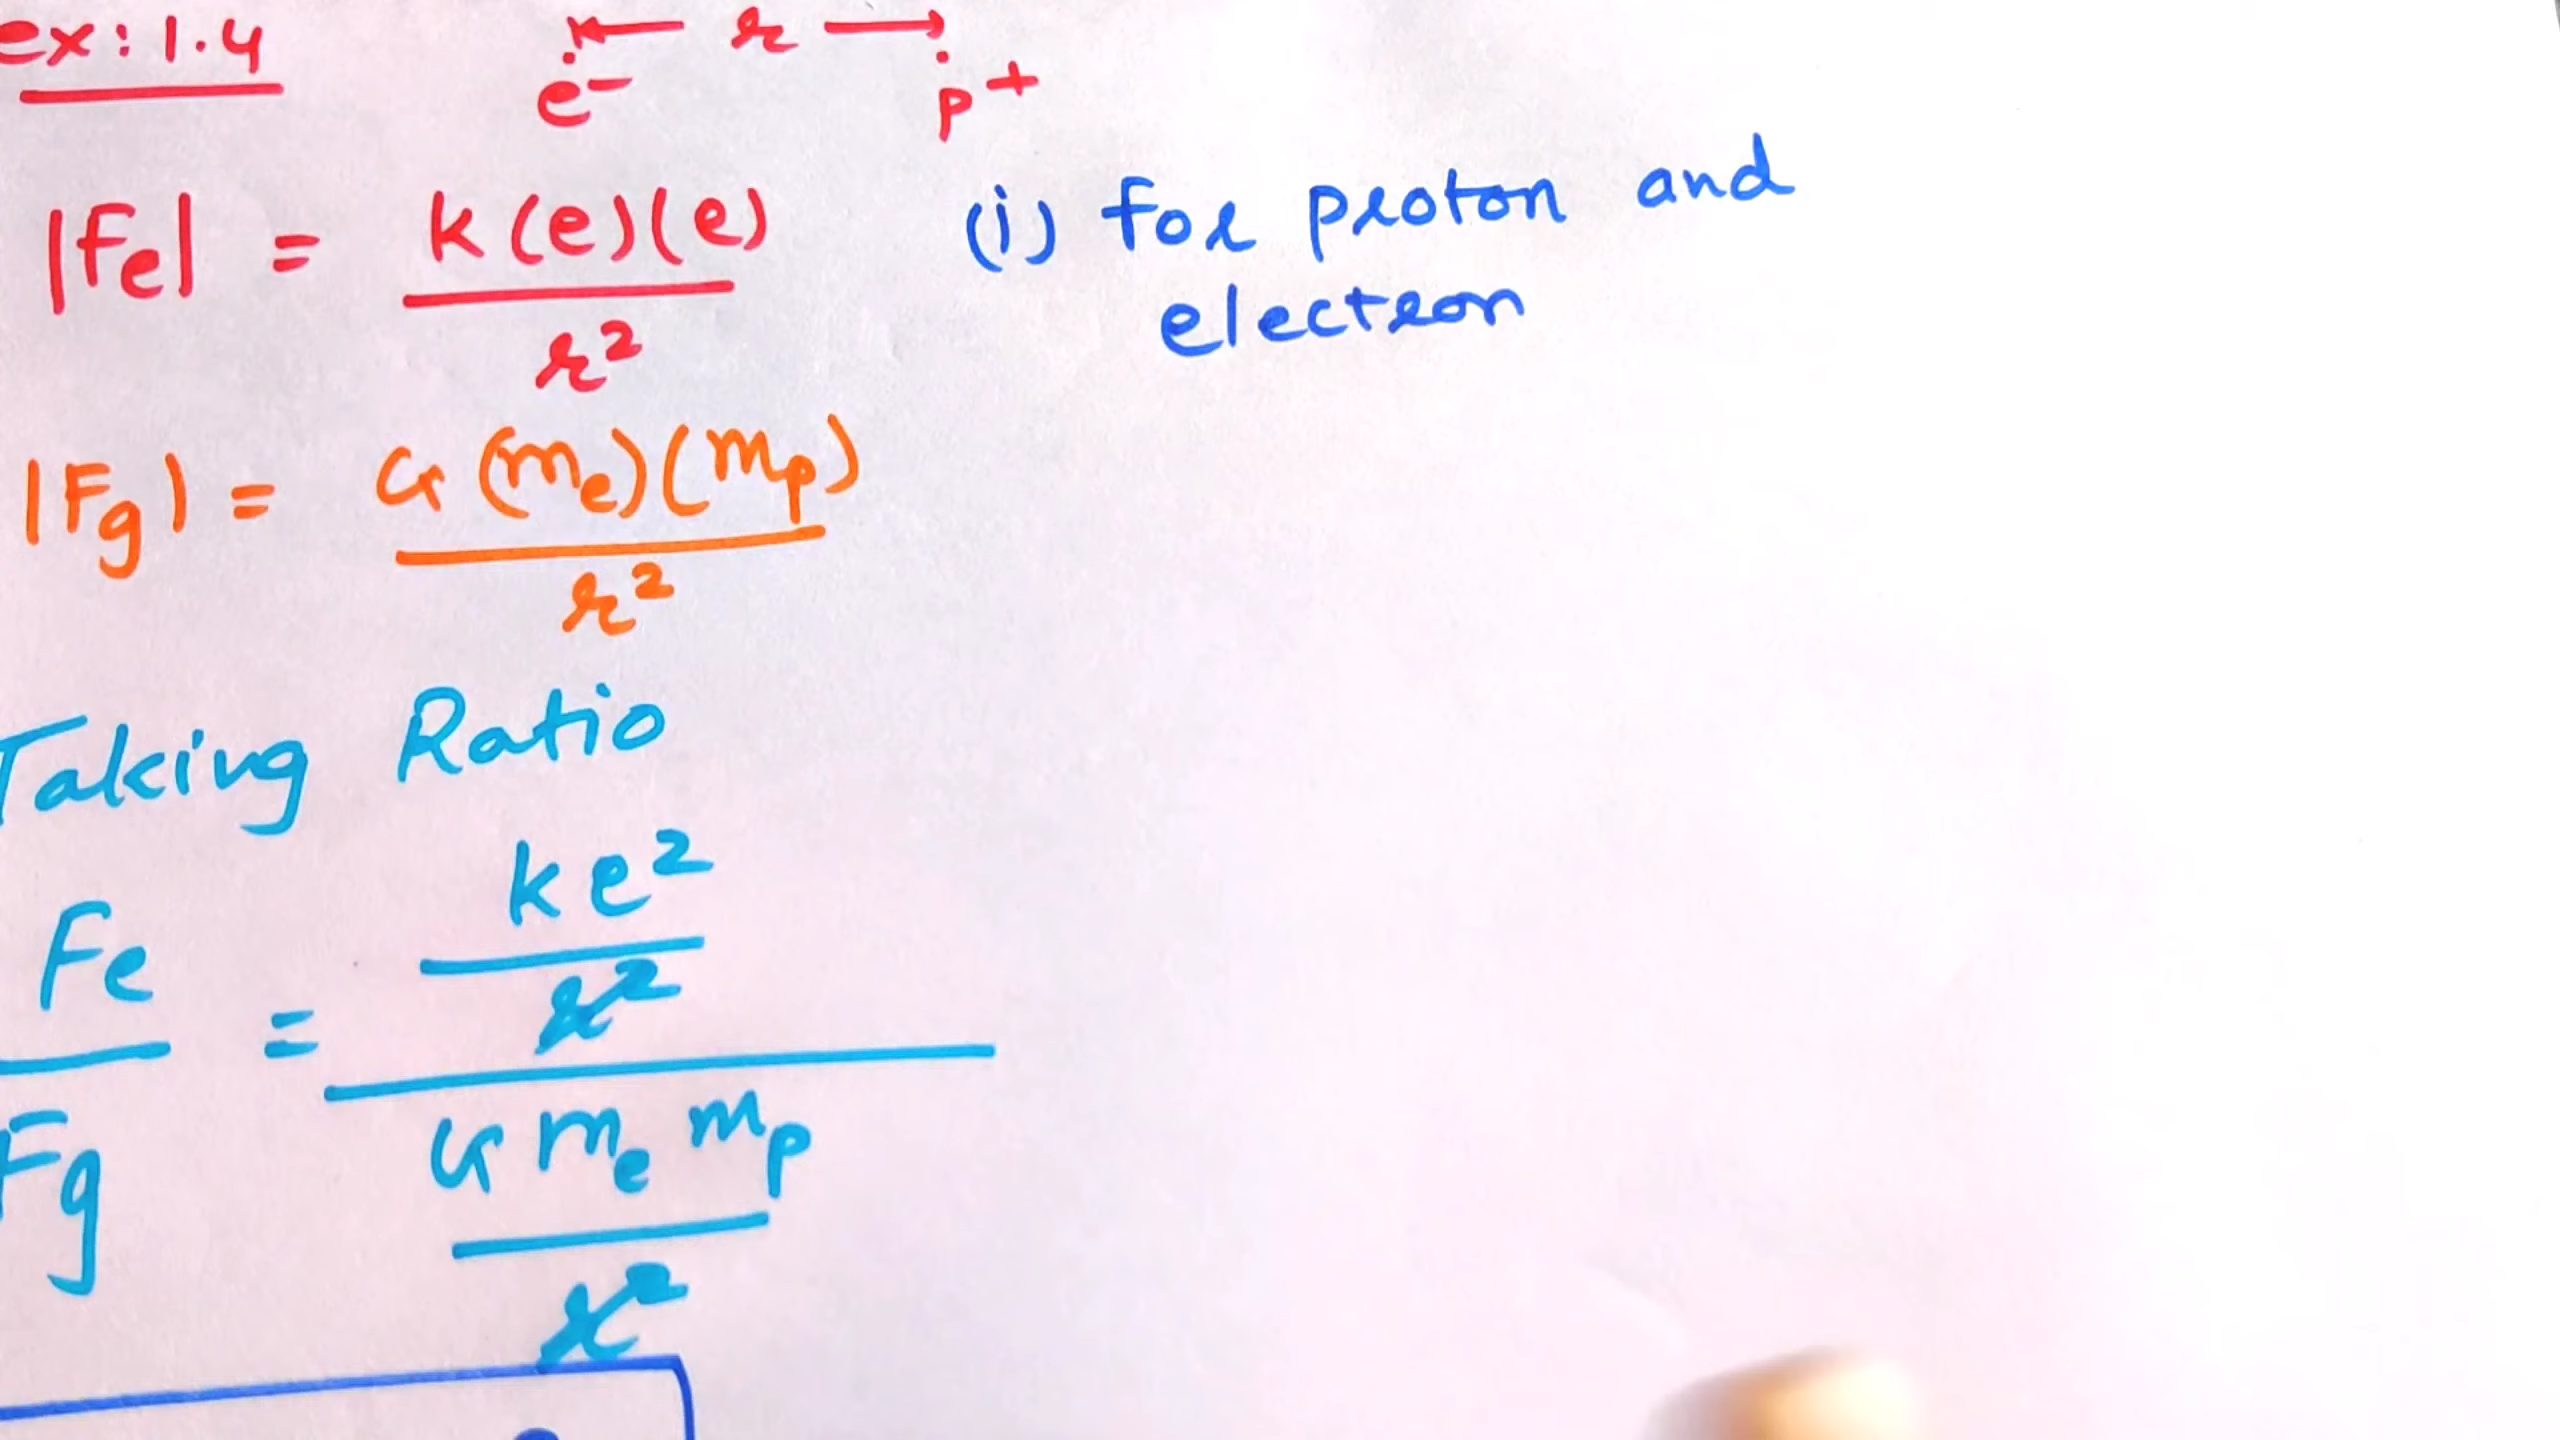 ex: 1.4
r
e⁻ p⁺
|Fe| = k(e)(e) / r²
(i) for proton and
electron
|Fg| = G(me)(mp) / r²
Taking Ratio
Fe / Fg = (ke² / r²) / (G me mp / r²)